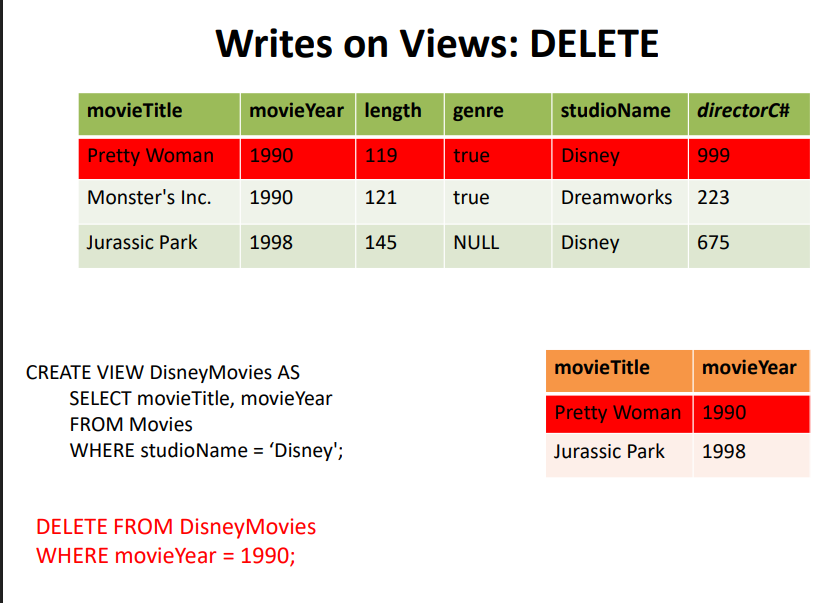 Writes on Views: DELETE
movieTitle movieYear length genre studioName directorC#
Pretty Woman 1990 119 true Disney 999
Monster's Inc. 1990 121 true Dreamworks 223
Jurassic Park 1998 145 NULL Disney 675
CREATE VIEW DisneyMovies AS
SELECT movieTitle, movieYear
FROM Movies
WHERE studioName = ‘Disney';
movieTitle movieYear
Pretty Woman 1990
Jurassic Park 1998
DELETE FROM DisneyMovies
WHERE movieYear = 1990;